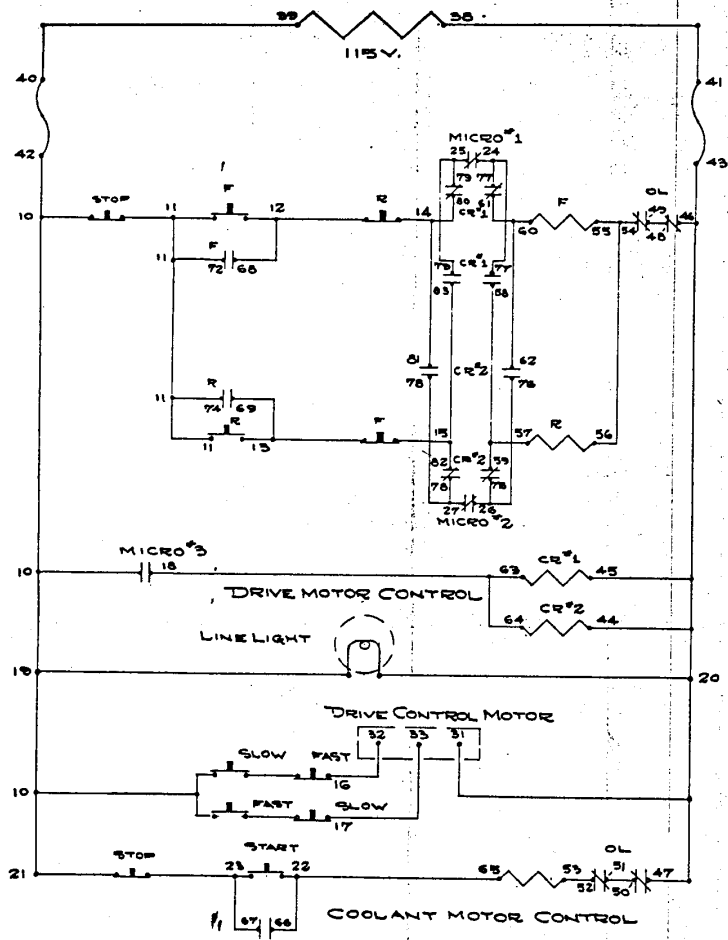 39 38
115 V.
40 41
42 43
MICRO #1
25 24
79 77
80 61
CR#1
STOP F R F OL
10 11 12 14 60 55 54 49 48 46
F
11 72 68
CR#1
79 77
83 58
81 CR#2 62
78 78
R
11 74 69
R F R
11 13 15 57 56
82 CR#2 59
78 78
27 26
MICRO #2
MICRO #3
10 18 63 CR#1 45
DRIVE MOTOR CONTROL
64 CR#2 44
LINE LIGHT
19 20
DRIVE CONTROL MOTOR
32 33 31
SLOW FAST
16
10
FAST SLOW
17
STOP START OL
21 23 22 65 53 52 51 50 47
67 66
COOLANT MOTOR CONTROL